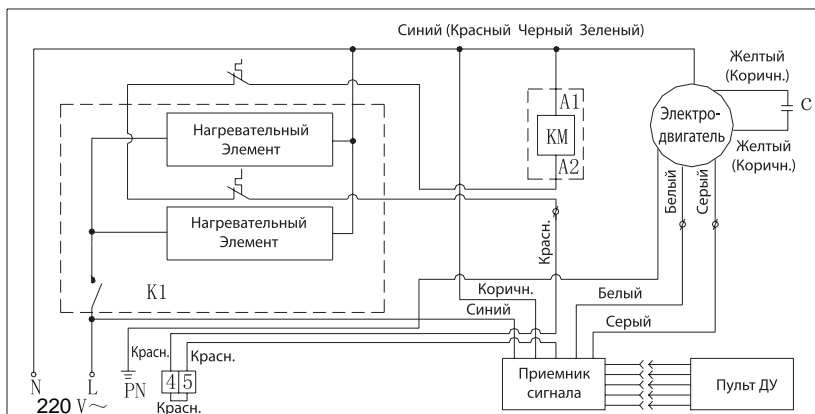 Синий (Красный Черный Зеленый)
Желтый
(Коричн.)
C
A1
KM
A2
Электро-
двигатель
Желтый
(Коричн.)
Нагревательный
Элемент
Нагревательный
Элемент
K1
Белый
Серый
Красн.
Коричн.
Синий
Белый
Серый
Красн.
Красн.
N
L
PN
4 5
Красн.
220 V~
Приемник
сигнала
Пульт ДУ